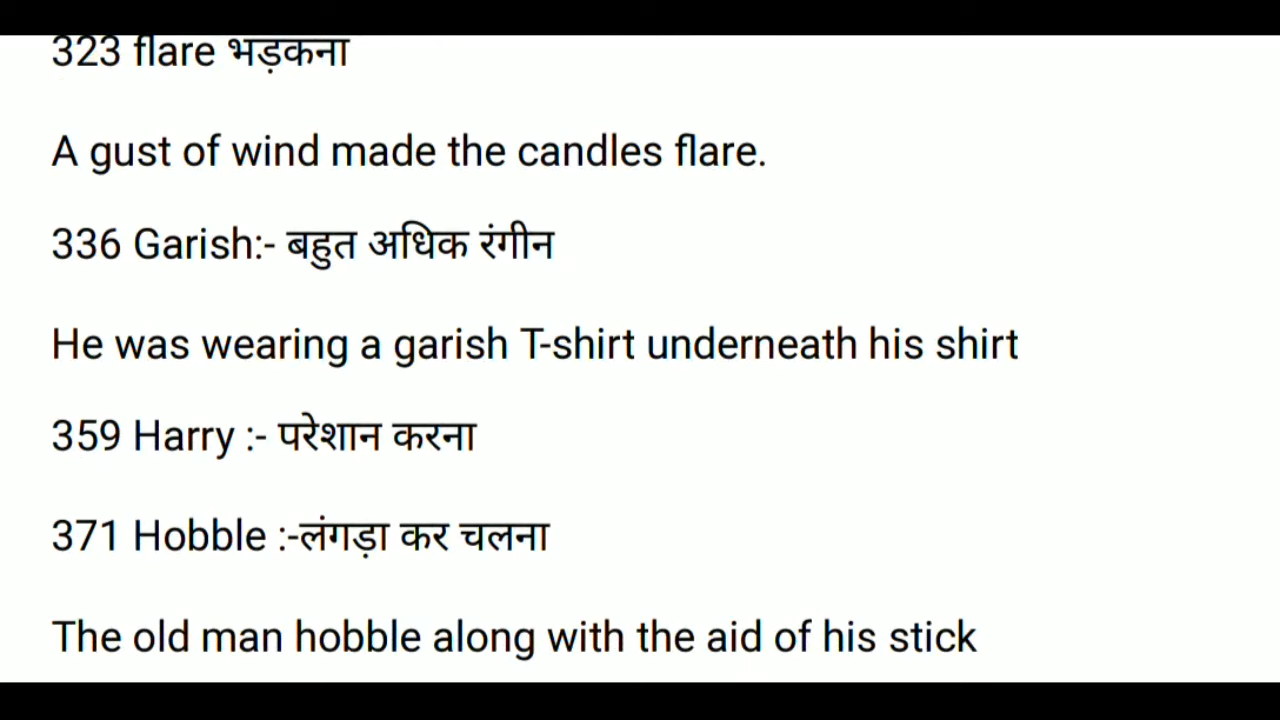 323 flare भड़कना
A gust of wind made the candles flare.
336 Garish:- बहुत अधिक रंगीन
He was wearing a garish T-shirt underneath his shirt
359 Harry :- परेशान करना
371 Hobble :-लंगड़ा कर चलना
The old man hobble along with the aid of his stick